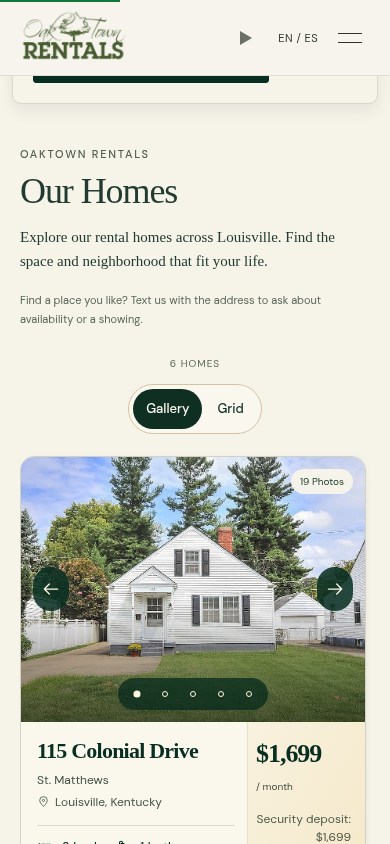 Oak Town
RENTALS
EN / ES
OAKTOWN RENTALS
Our Homes
Explore our rental homes across Louisville. Find the
space and neighborhood that fit your life.
Find a place you like? Text us with the address to ask about
availability or a showing.
6 HOMES
Gallery
Grid
19 Photos
115 Colonial Drive
St. Matthews
Louisville, Kentucky
$1,699
/ month
Security deposit:
$1,699